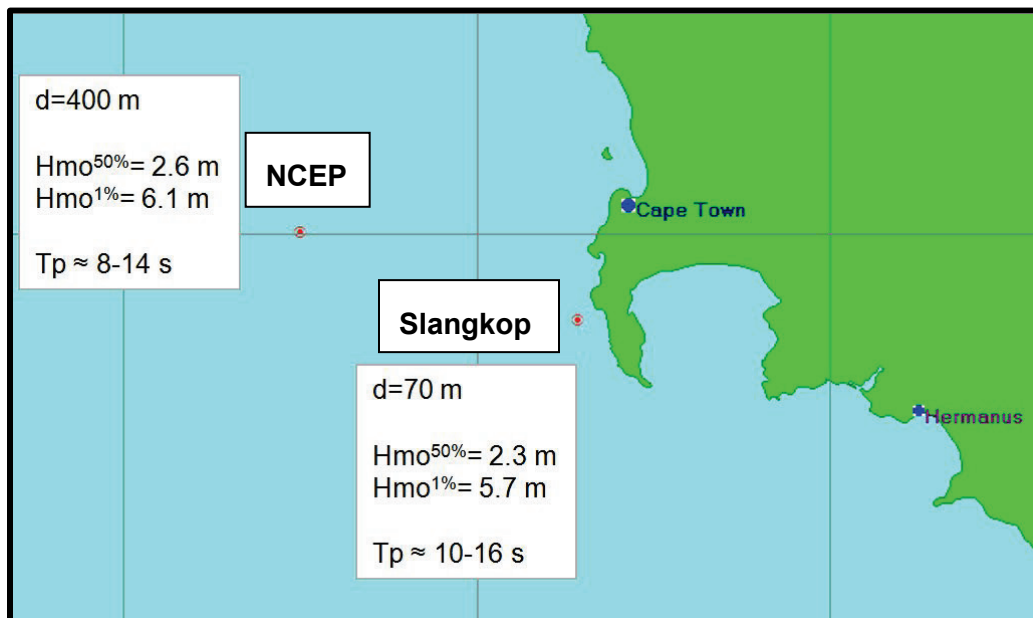 d=400 m
Hmo50%= 2.6 m
Hmo1%= 6.1 m
Tp ≈ 8-14 s
NCEP
Cape Town
Slangkop
d=70 m
Hmo50%= 2.3 m
Hmo1%= 5.7 m
Tp ≈ 10-16 s
Hermanus